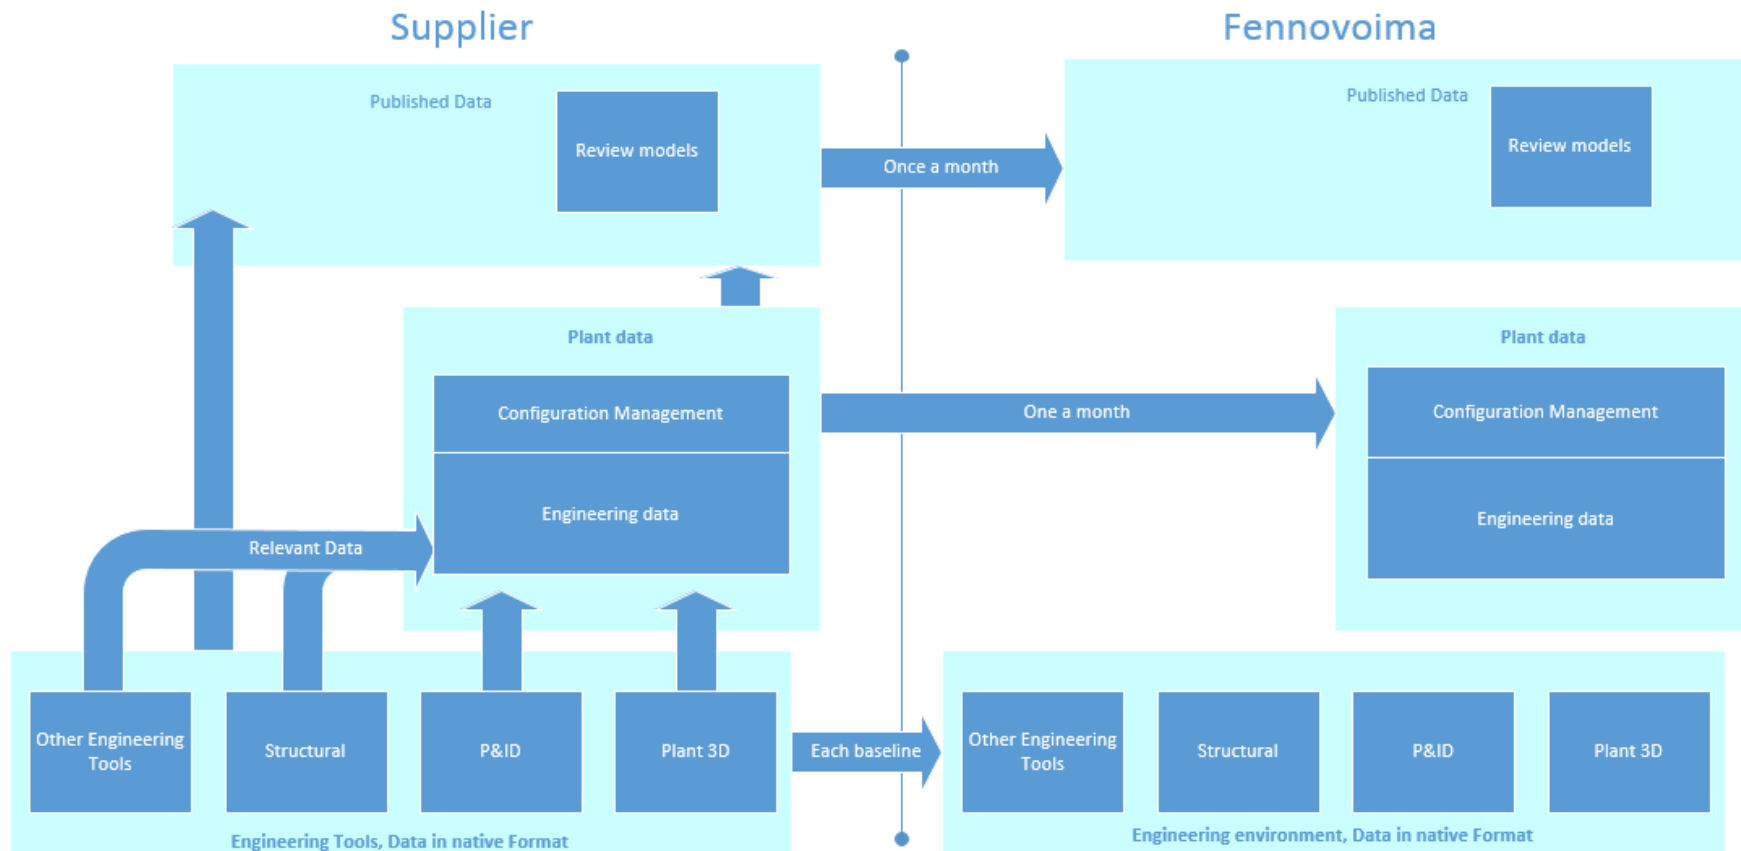 Supplier
Fennovoima
Published Data
Review models
Once a month
Published Data
Review models
Plant data
Configuration Management
Engineering data
One a month
Plant data
Configuration Management
Engineering data
Relevant Data
Other Engineering
Tools
Structural
P&ID
Plant 3D
Engineering Tools, Data in native Format
Each baseline
Other Engineering
Tools
Structural
P&ID
Plant 3D
Engineering environment, Data in native Format